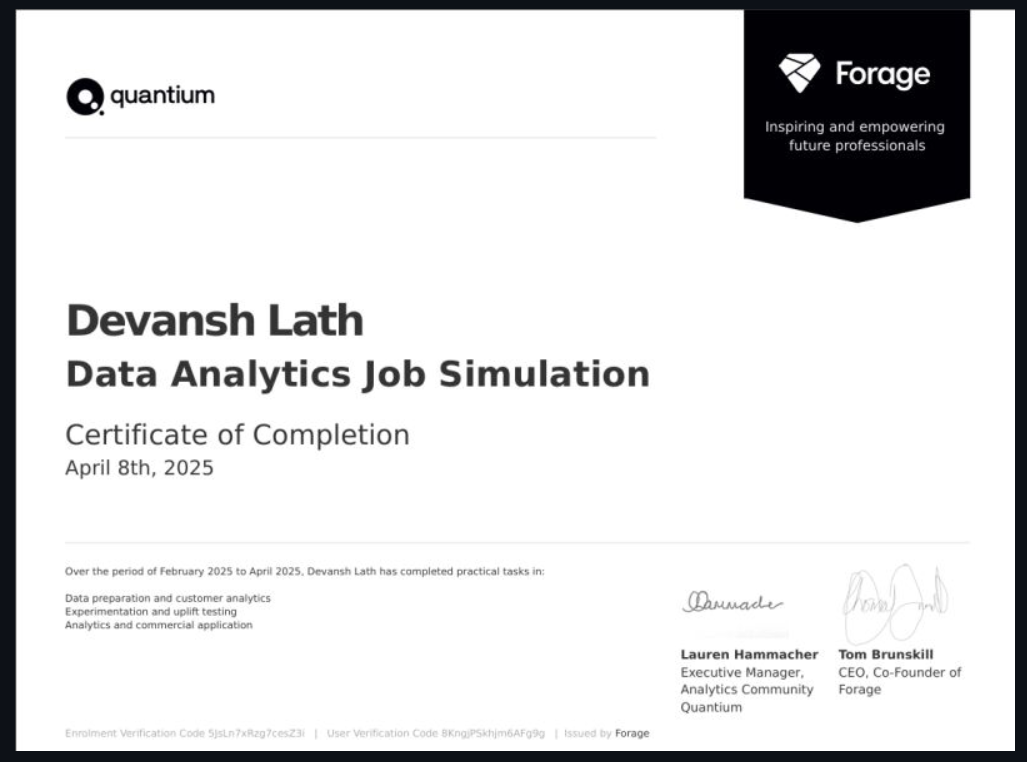 quantium
Forage
Inspiring and empowering
future professionals
Devansh Lath
Data Analytics Job Simulation
Certificate of Completion
April 8th, 2025
Over the period of February 2025 to April 2025, Devansh Lath has completed practical tasks in:
Data preparation and customer analytics
Experimentation and uplift testing
Analytics and commercial application
Lauren Hammacher
Executive Manager,
Analytics Community
Quantium
Tom Brunskill
CEO, Co-Founder of
Forage
Enrolment Verification Code 5JsLn7xRzg7cesZ3i | User Verification Code 8KngjPSkhjm6AFg9g | Issued by Forage